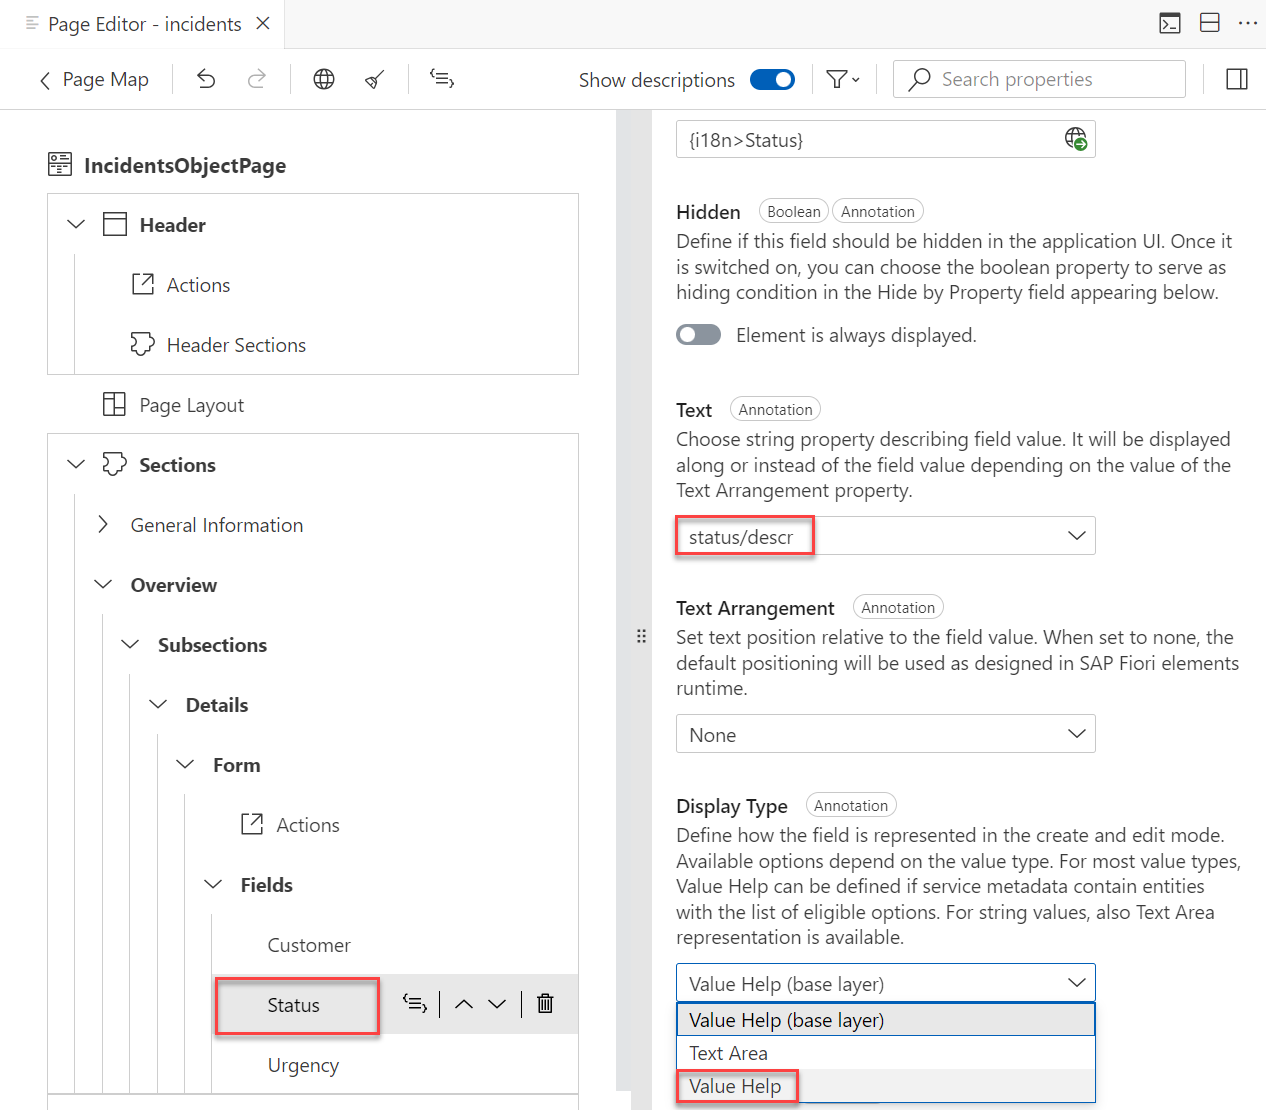 Page Editor - incidents
Page Map
Show descriptions
Search properties
IncidentsObjectPage
Header
Actions
Header Sections
Page Layout
Sections
General Information
Overview
Subsections
Details
Form
Actions
Fields
Customer
Status
Urgency
{i18n>Status}
Hidden Boolean Annotation
Define if this field should be hidden in the application UI. Once it
is switched on, you can choose the boolean property to serve as
hiding condition in the Hide by Property field appearing below.
Element is always displayed.
Text Annotation
Choose string property describing field value. It will be displayed
along or instead of the field value depending on the value of the
Text Arrangement property.
status/descr
Text Arrangement Annotation
Set text position relative to the field value. When set to none, the
default positioning will be used as designed in SAP Fiori elements
runtime.
None
Display Type Annotation
Define how the field is represented in the create and edit mode.
Available options depend on the value type. For most value types,
Value Help can be defined if service metadata contain entities
with the list of eligible options. For string values, also Text Area
representation is available.
Value Help (base layer)
Value Help (base layer)
Text Area
Value Help